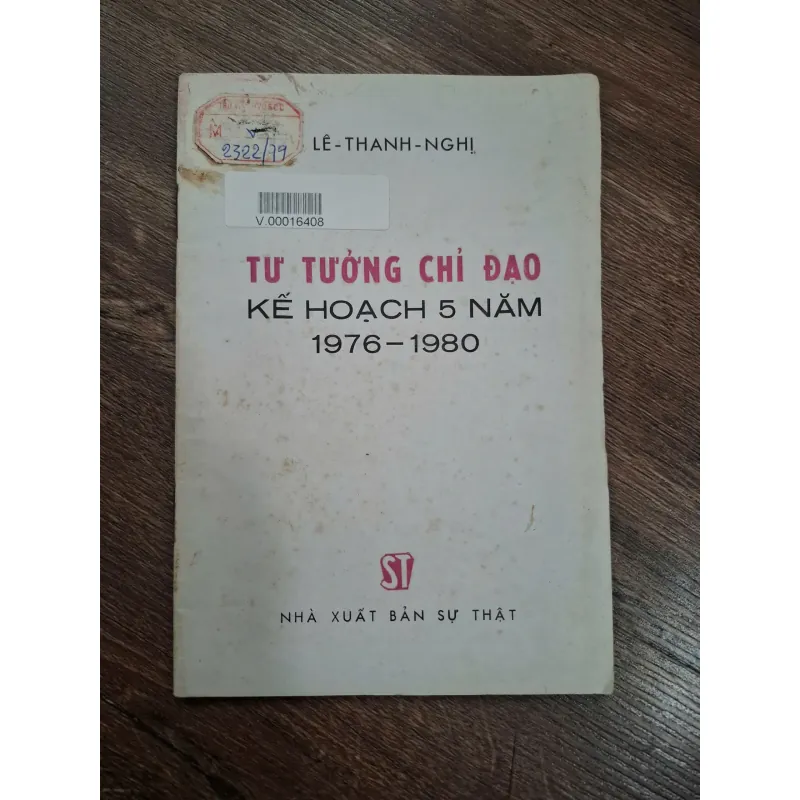 LÊ-THANH-NGHỊ
2322/79
V.00016408
TƯ TƯỞNG CHỈ ĐẠO
KẾ HOẠCH 5 NĂM
1976-1980
ST
NHÀ XUẤT BẢN SỰ THẬT